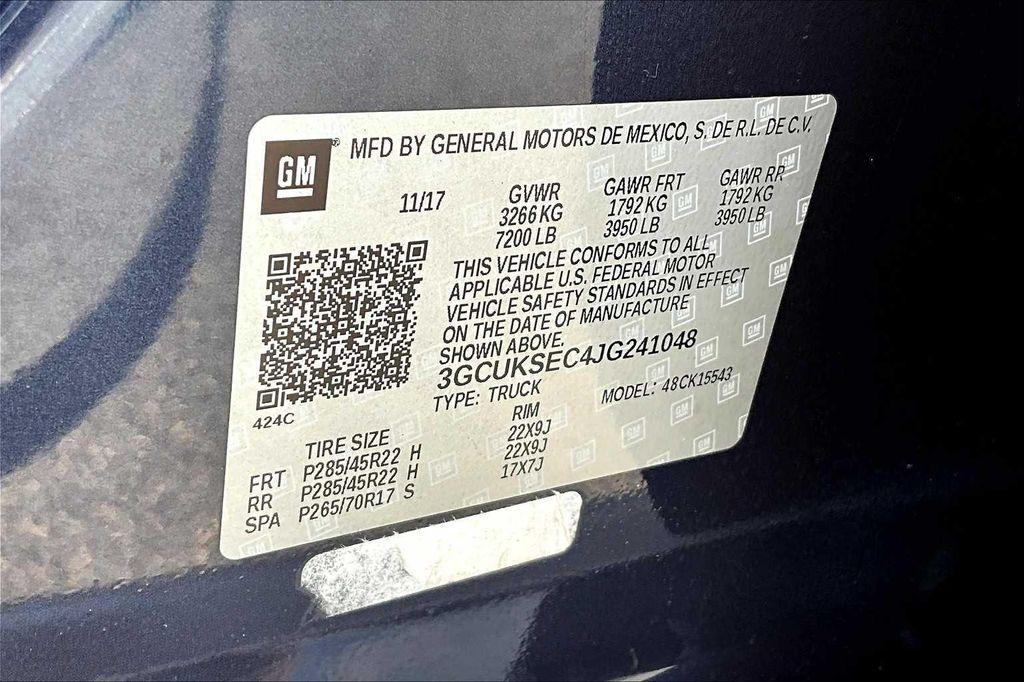 GM
® MFD BY GENERAL MOTORS DE MEXICO, S. DE R.L. DE C.V.
11/17 GVWR GAWR FRT GAWR RR
3266 KG 1792 KG 1792 KG
7200 LB 3950 LB 3950 LB
THIS VEHICLE CONFORMS TO ALL
APPLICABLE U.S. FEDERAL MOTOR
VEHICLE SAFETY STANDARDS IN EFFECT
ON THE DATE OF MANUFACTURE
SHOWN ABOVE.
3GCUKSEC4JG241048
TYPE: TRUCK MODEL: 48CK15543
424C
TIRE SIZE RIM
FRT P285/45R22 H 22X9J
RR P285/45R22 H 22X9J
SPA P265/70R17 S 17X7J